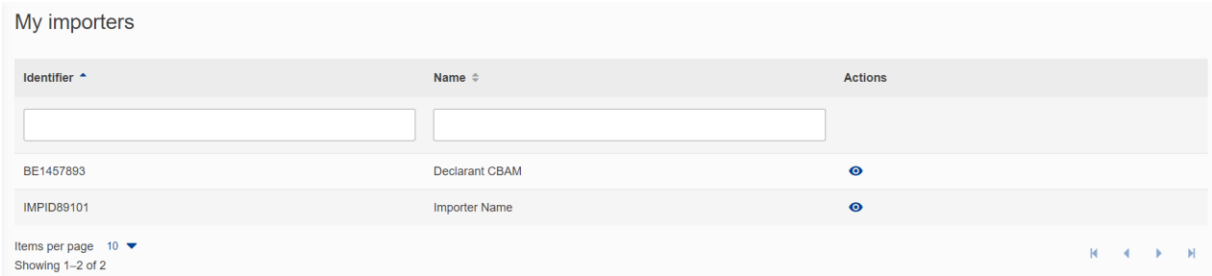 My importers
Identifier Name Actions
BE1457893 Declarant CBAM
IMPID89101 Importer Name
Items per page 10
Showing 1–2 of 2